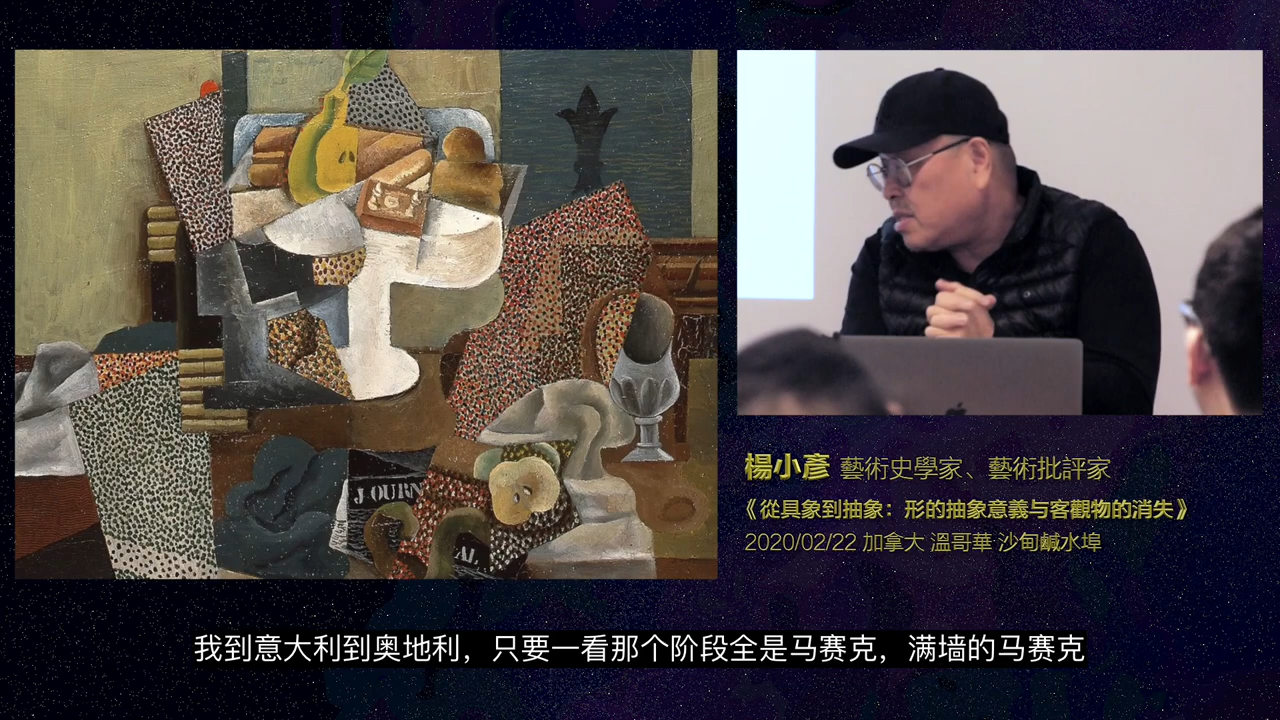 J OURN
AL
楊小彥 藝術史學家、藝術批評家
《從具象到抽象：形的抽象意義与客觀物的消失》
2020/02/22 加拿大 溫哥華 沙甸鹹水埠
我到意大利到奥地利，只要一看那个阶段全是马赛克，满墙的马赛克